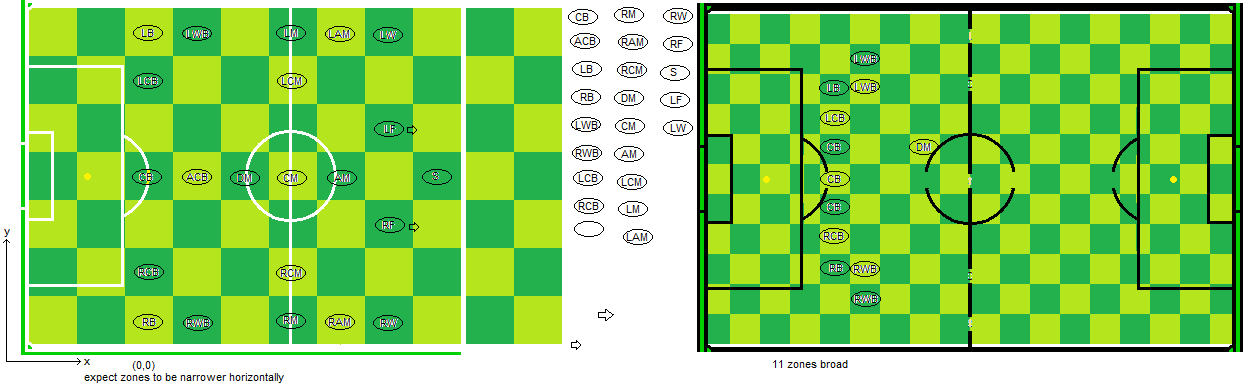 LB LWB LM LAM LW
LCB LCM
LF
CB ACB DM CM AM S
RF
RCB RCM
RB RWB RM RAM RW
y
x
(0,0)
expect zones to be narrower horizontally
CB RM RW
ACB RAM RF
LB RCM S
RB DM LF
LWB CM LW
RWB AM
LCB LCM
RCB LM
LAM
LWB
LB LWB
LCB
CB DM
CB
CB
RCB
RB RWB
RWB
11 zones broad